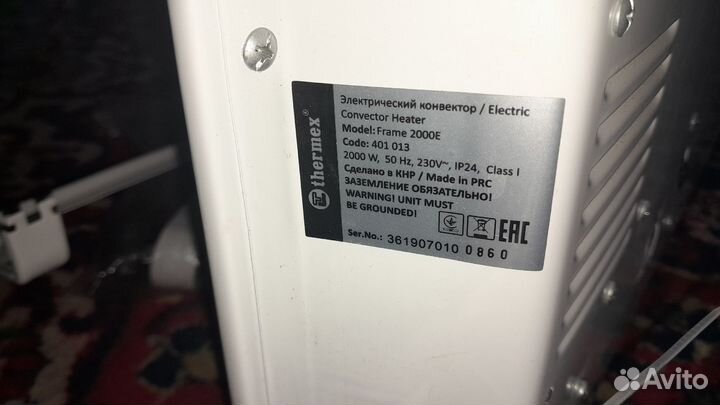 thermex
Электрический конвектор / Electric
Convector Heater
Model: Frame 2000E
Code: 401 013
2000 W, 50 Hz, 230V~, IP24, Class I
Сделано в КНР / Made in PRC
ЗАЗЕМЛЕНИЕ ОБЯЗАТЕЛЬНО!
WARNING! UNIT MUST
BE GROUNDED!
EAC
Ser.No.: 361907010 0860
Avito